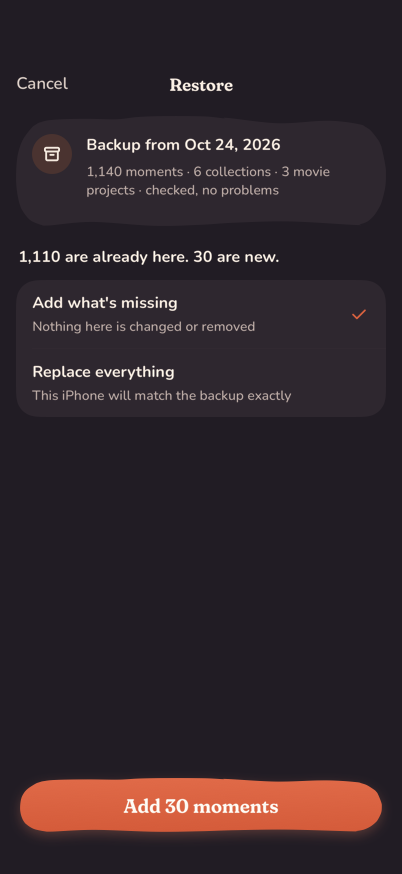 Cancel
Restore
Backup from Oct 24, 2026
1,140 moments · 6 collections · 3 movie
projects · checked, no problems
1,110 are already here. 30 are new.
Add what's missing
Nothing here is changed or removed
Replace everything
This iPhone will match the backup exactly
Add 30 moments